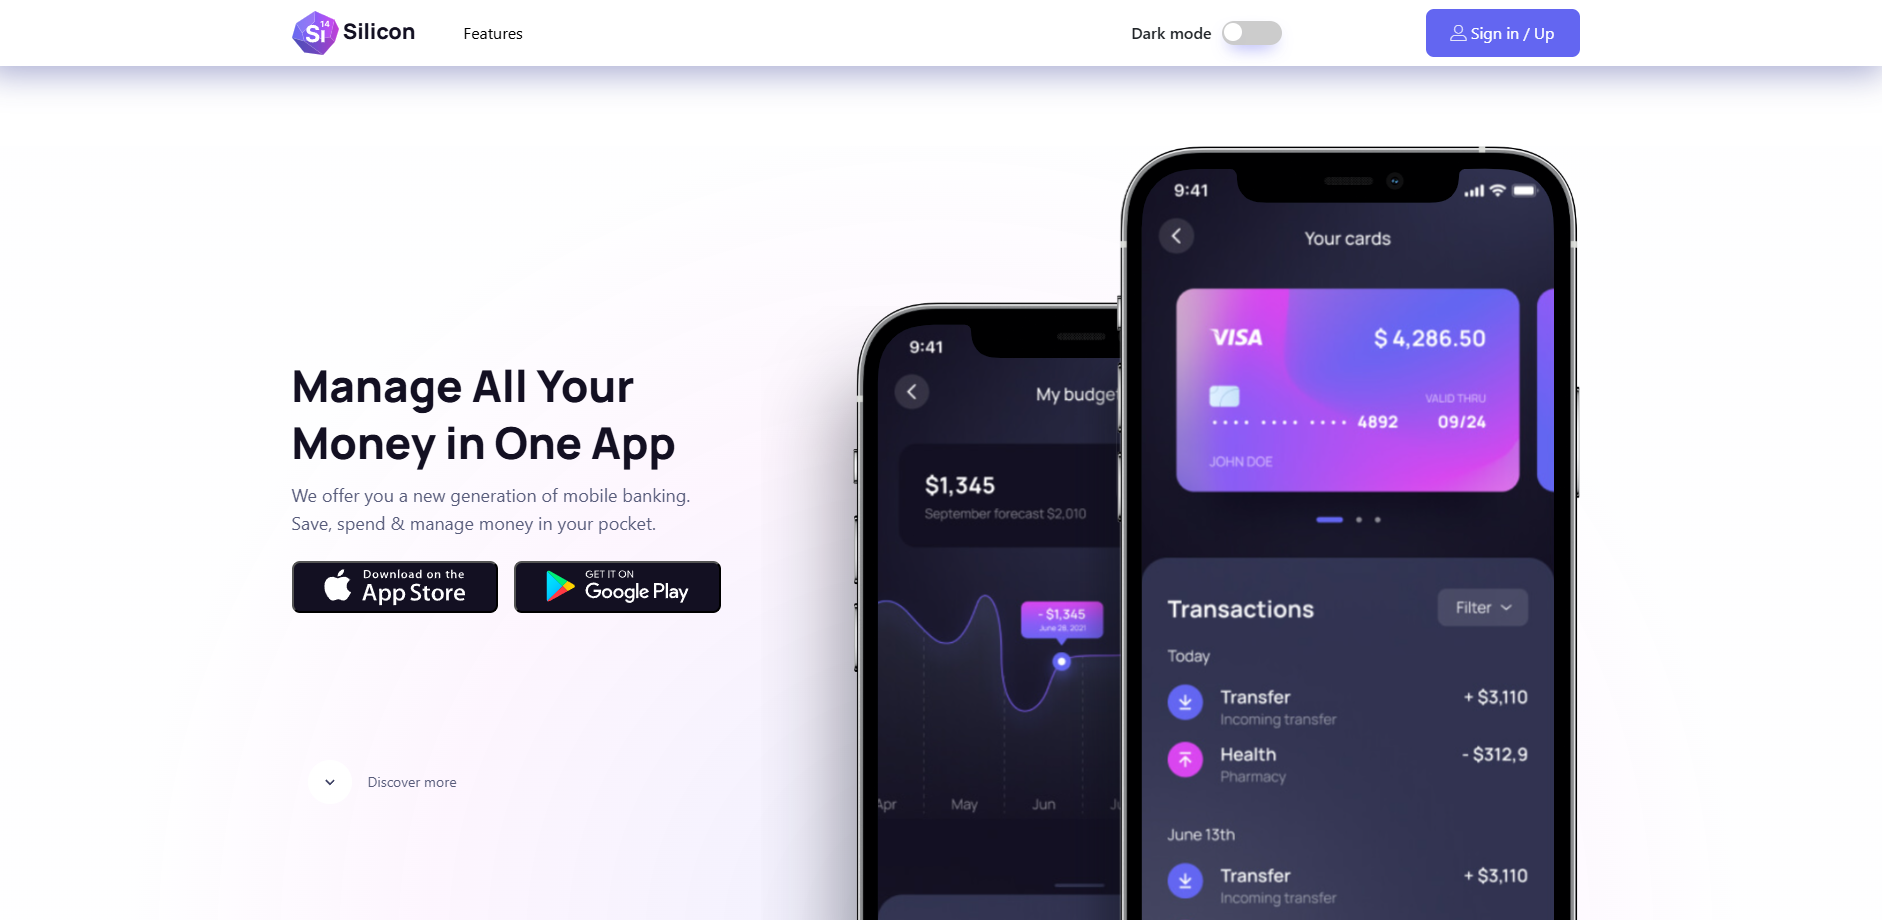 Si
14
Silicon
Features
Dark mode
Sign in / Up
Manage All Your
Money in One App
We offer you a new generation of mobile banking.
Save, spend & manage money in your pocket.
Download on the
App Store
GET IT ON
Google Play
Discover more
9:41
My budget
$1,345
September forecast $2,010
- $1,345
June 28, 2021
Apr
May
Jun
9:41
Your cards
VISA
$ 4,286.50
VALID THRU
•••• •••• •••• 4892
09/24
JOHN DOE
Transactions
Filter
Today
Transfer
+ $3,110
Incoming transfer
Health
- $312,9
Pharmacy
June 13th
Transfer
+ $3,110
Incoming transfer